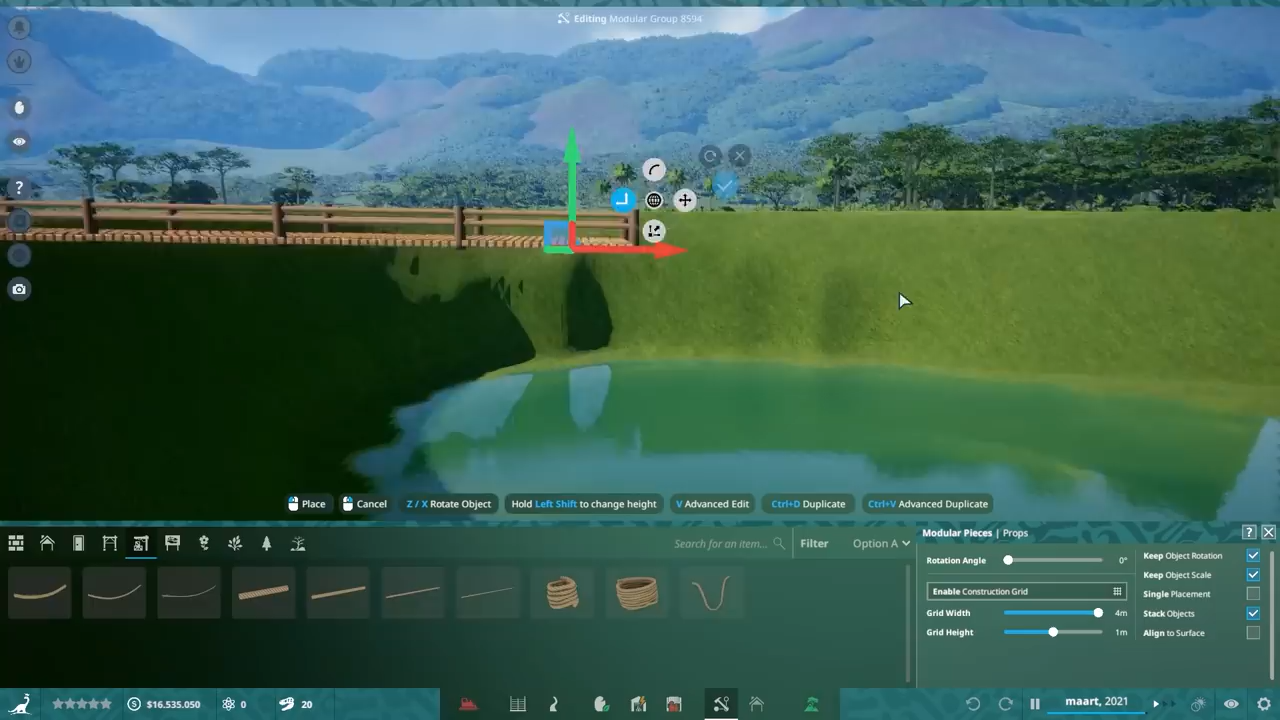 Editing Modular Group 8594
?
Place
Cancel
Z / X Rotate Object
Hold Left Shift to change height
V Advanced Edit
Ctrl+D Duplicate
Ctrl+V Advanced Duplicate
Search for an item...
Filter
Option A
Modular Pieces | Props
?
Rotation Angle
0°
Enable Construction Grid
Grid Width
4m
Grid Height
1m
Keep Object Rotation
Keep Object Scale
Single Placement
Stack Objects
Align to Surface
$16.535.050
0
20
maart, 2021